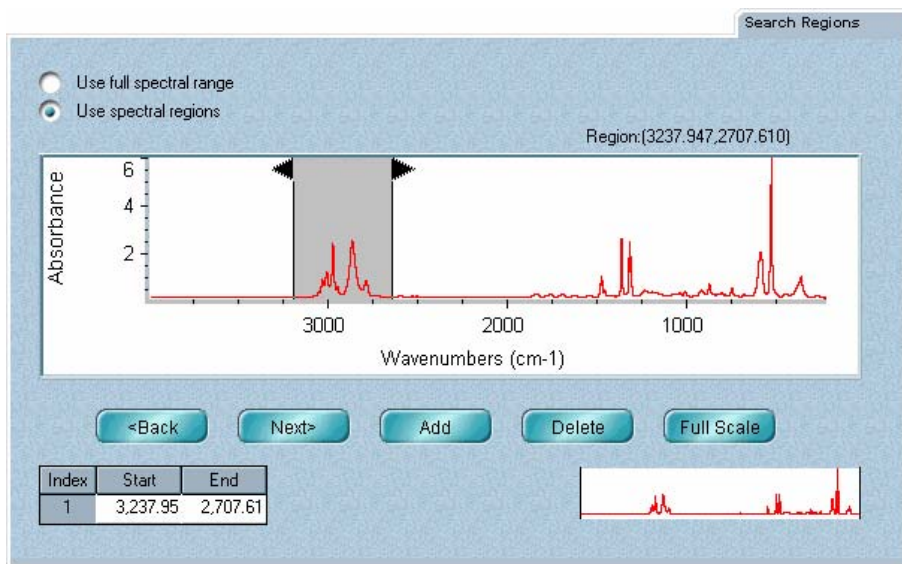 Search Regions
Use full spectral range
Use spectral regions
Region:(3237.947,2707.610)
6
4
2
Absorbance
3000 2000 1000
Wavenumbers (cm-1)
<Back Next> Add Delete Full Scale
Index Start End
1 3,237.95 2,707.61